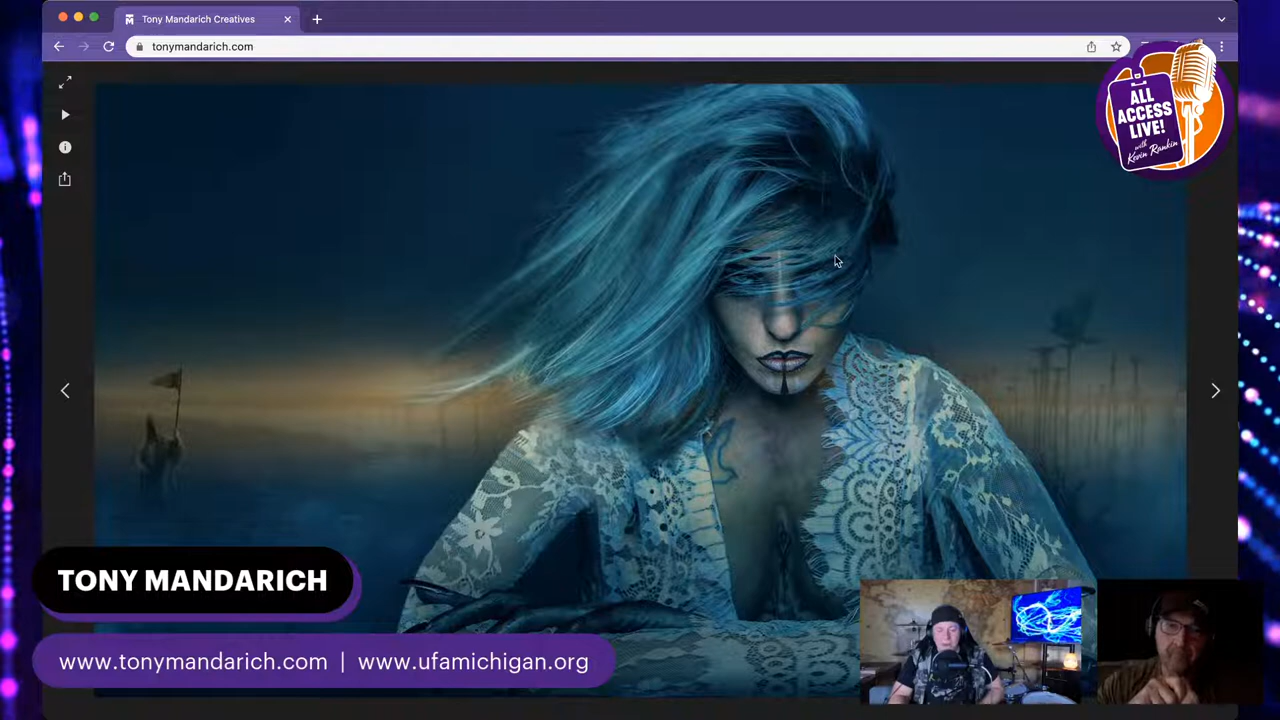 Tony Mandarich Creatives
tonymandarich.com
ALL
ACCESS
LIVE!
with
Kevin Rankin
TONY MANDARICH
www.tonymandarich.com | www.ufamichigan.org